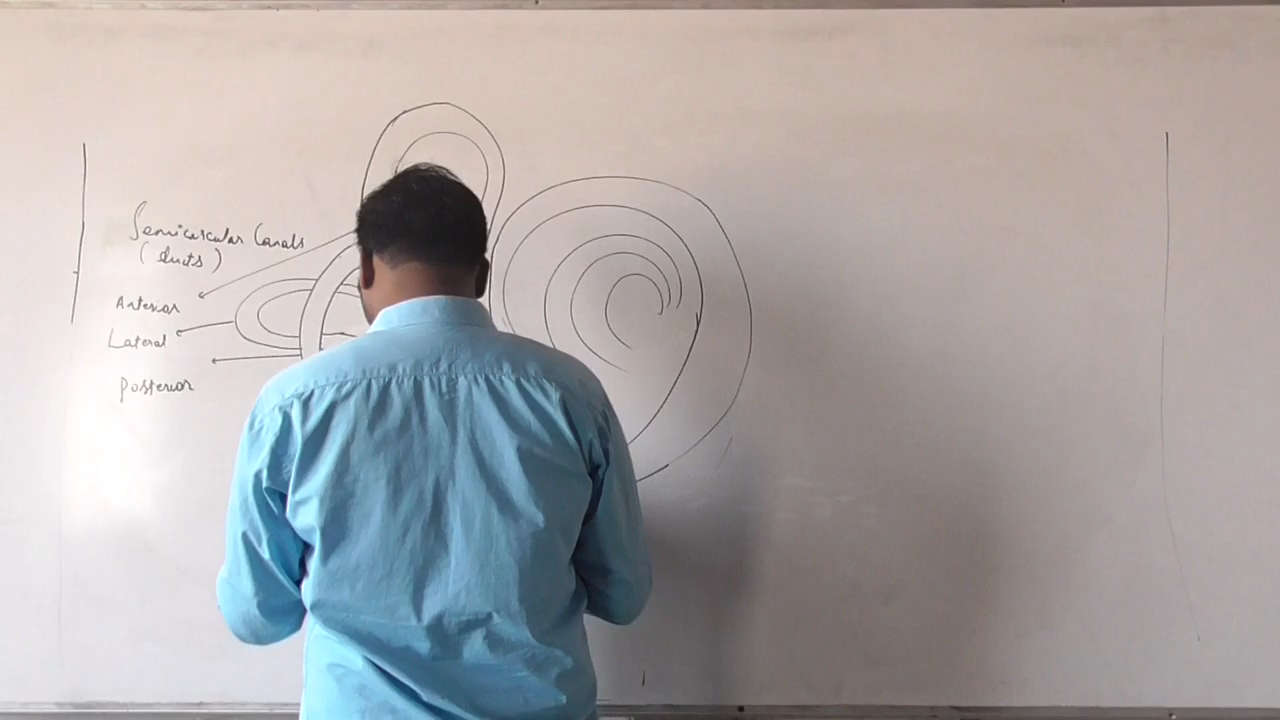 Semicircular Canals
(ducts)
Anterior
Lateral
Posterior